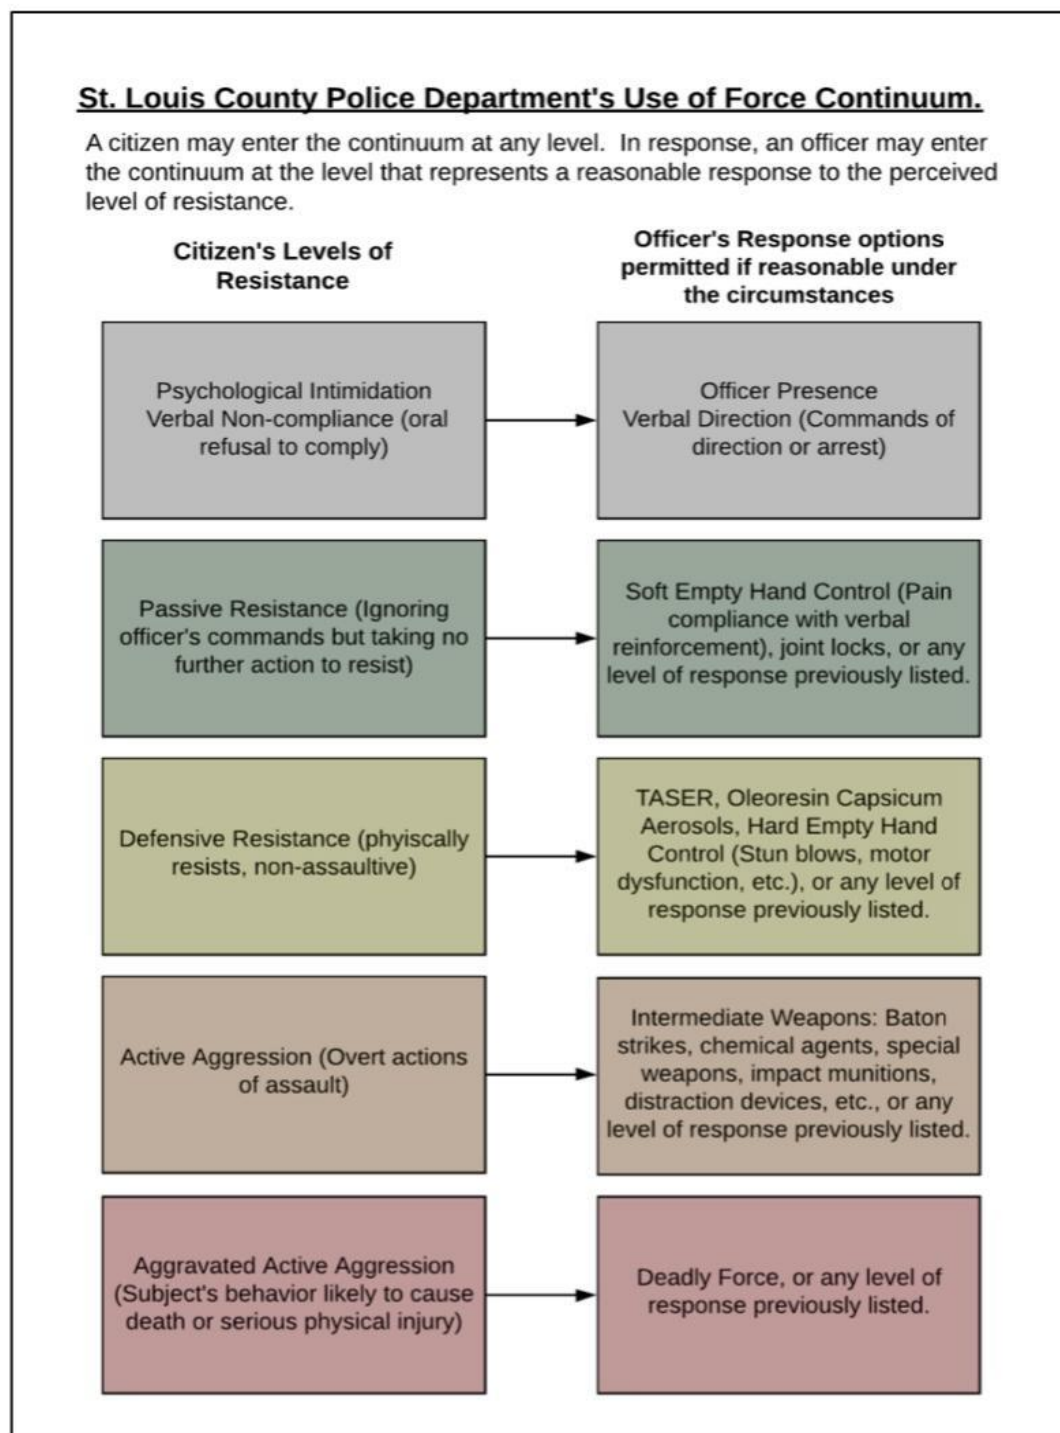 St. Louis County Police Department's Use of Force Continuum.
A citizen may enter the continuum at any level.  In response, an officer may enter
the continuum at the level that represents a reasonable response to the perceived
level of resistance.
Citizen's Levels of
Resistance
Officer's Response options
permitted if reasonable under
the circumstances
Psychological Intimidation
Verbal Non-compliance (oral
refusal to comply)
Officer Presence
Verbal Direction (Commands of
direction or arrest)
Passive Resistance (Ignoring
officer's commands but taking no
further action to resist)
Soft Empty Hand Control (Pain
compliance with verbal
reinforcement), joint locks, or any
level of response previously listed.
Defensive Resistance (phyiscally
resists, non-assaultive)
TASER, Oleoresin Capsicum
Aerosols, Hard Empty Hand
Control (Stun blows, motor
dysfunction, etc.), or any level of
response previously listed.
Active Aggression (Overt actions
of assault)
Intermediate Weapons: Baton
strikes, chemical agents, special
weapons, impact munitions,
distraction devices, etc., or any
level of response previously listed.
Aggravated Active Aggression
(Subject's behavior likely to cause
death or serious physical injury)
Deadly Force, or any level of
response previously listed.